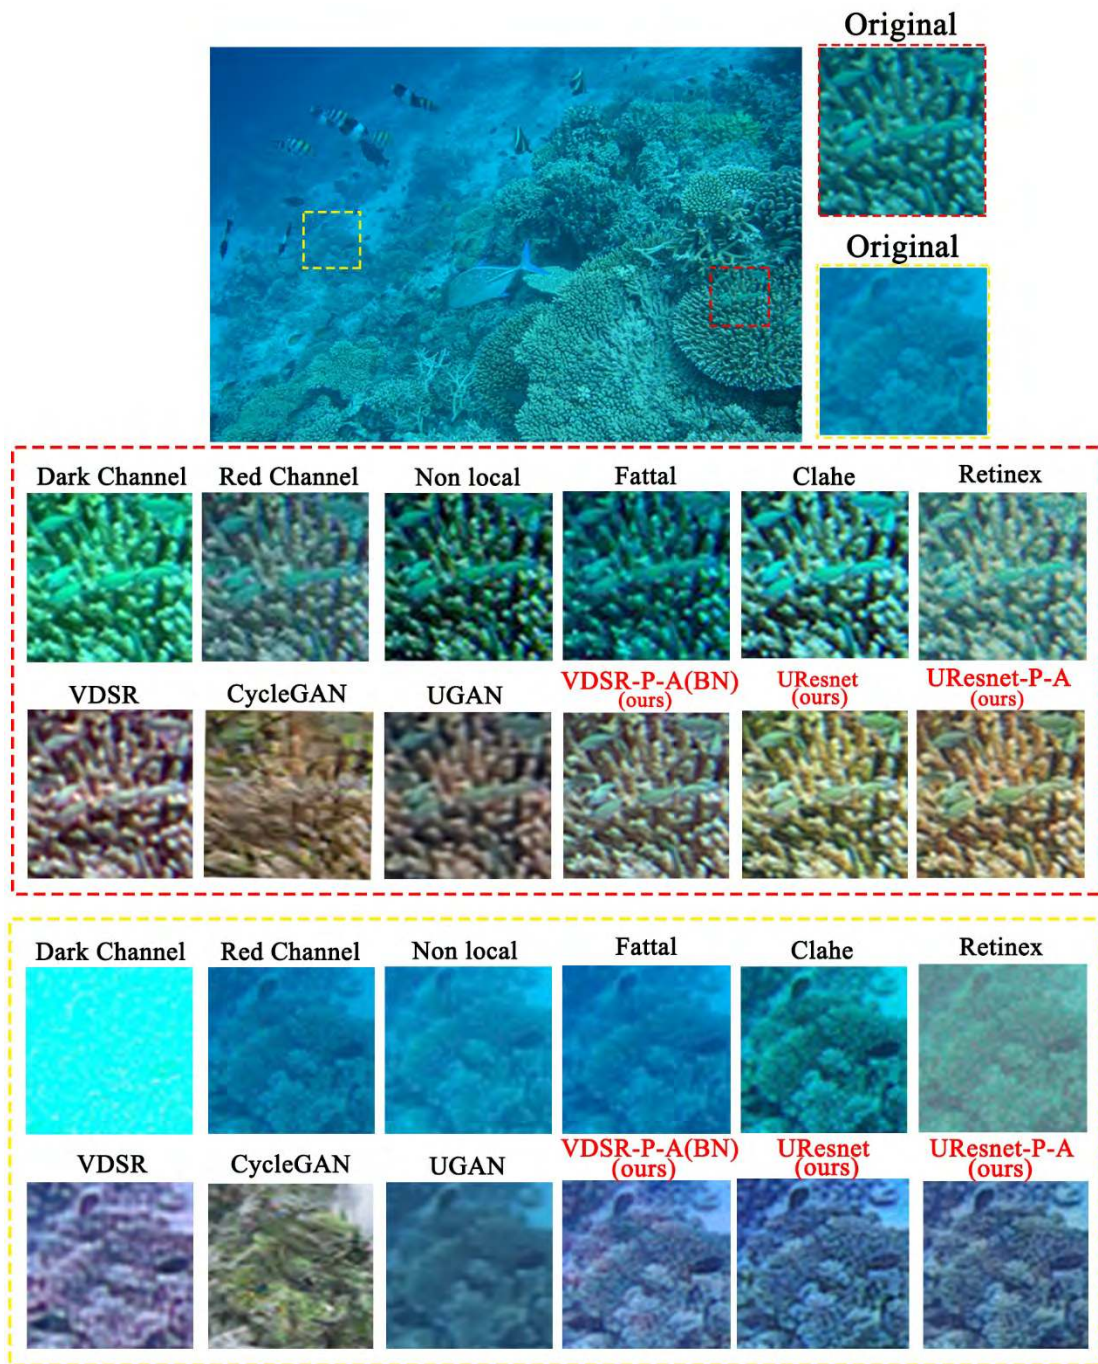 Original
Original
Dark Channel
Red Channel
Non local
Fattal
Clahe
Retinex
VDSR
CycleGAN
UGAN
VDSR-P-A(BN)
(ours)
UResnet
(ours)
UResnet-P-A
(ours)
Dark Channel
Red Channel
Non local
Fattal
Clahe
Retinex
VDSR
CycleGAN
UGAN
VDSR-P-A(BN)
(ours)
UResnet
(ours)
UResnet-P-A
(ours)